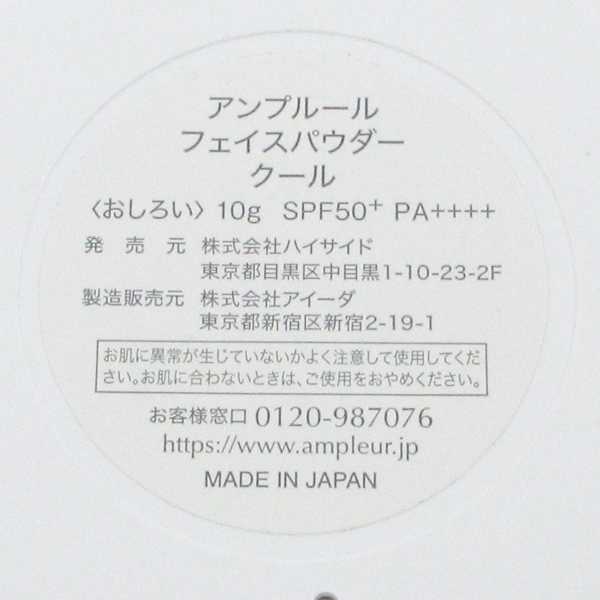 アンプルール
フェイスパウダー
クール
〈おしろい〉10g SPF50+ PA++++
発売元 株式会社ハイサイド
東京都目黒区中目黒1-10-23-2F
製造販売元 株式会社アイーダ
東京都新宿区新宿2-19-1
お肌に異常が生じていないかよく注意して使用してくだ
さい。お肌に合わないときは、ご使用をおやめください。
お客様窓口 0120-987076
https://www.ampleur.jp
MADE IN JAPAN